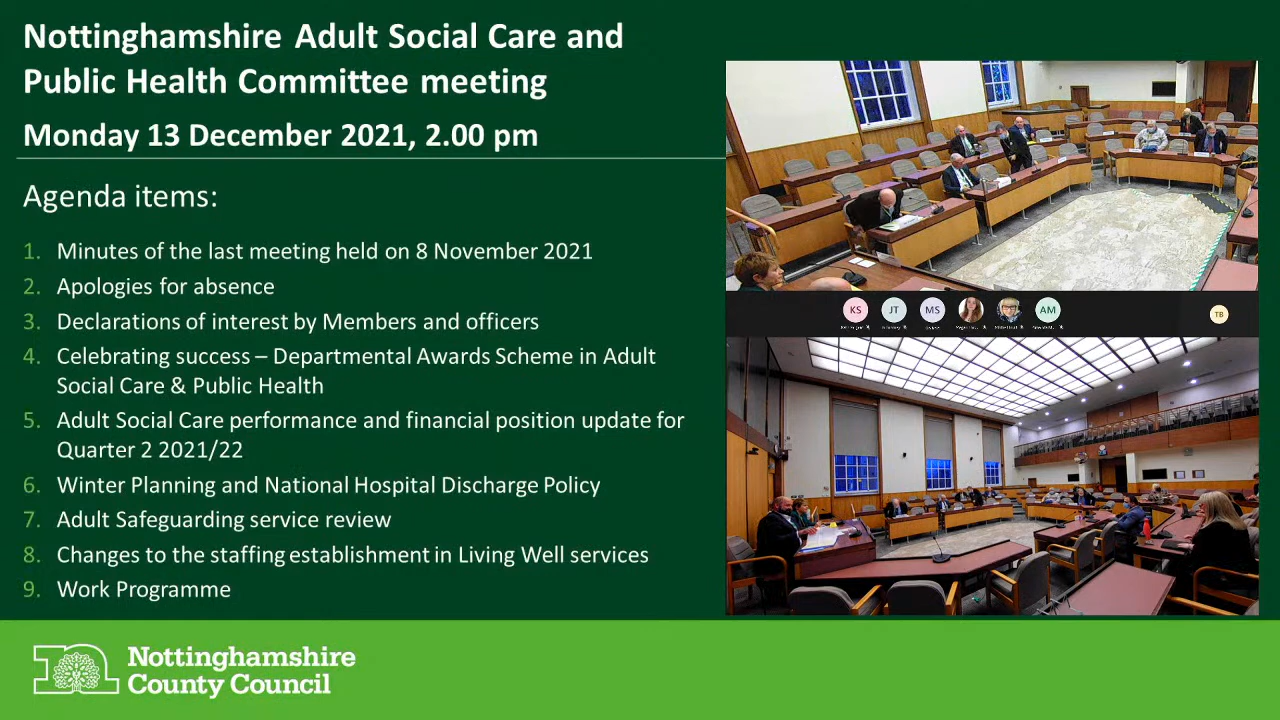 Nottinghamshire Adult Social Care and
Public Health Committee meeting
Monday 13 December 2021, 2.00 pm
Agenda items:
1. Minutes of the last meeting held on 8 November 2021
2. Apologies for absence
3. Declarations of interest by Members and officers
4. Celebrating success – Departmental Awards Scheme in Adult
Social Care & Public Health
5. Adult Social Care performance and financial position update for
Quarter 2 2021/22
6. Winter Planning and National Hospital Discharge Policy
7. Adult Safeguarding service review
8. Changes to the staffing establishment in Living Well services
9. Work Programme
KS JT MS AM TB
Nottinghamshire
County Council